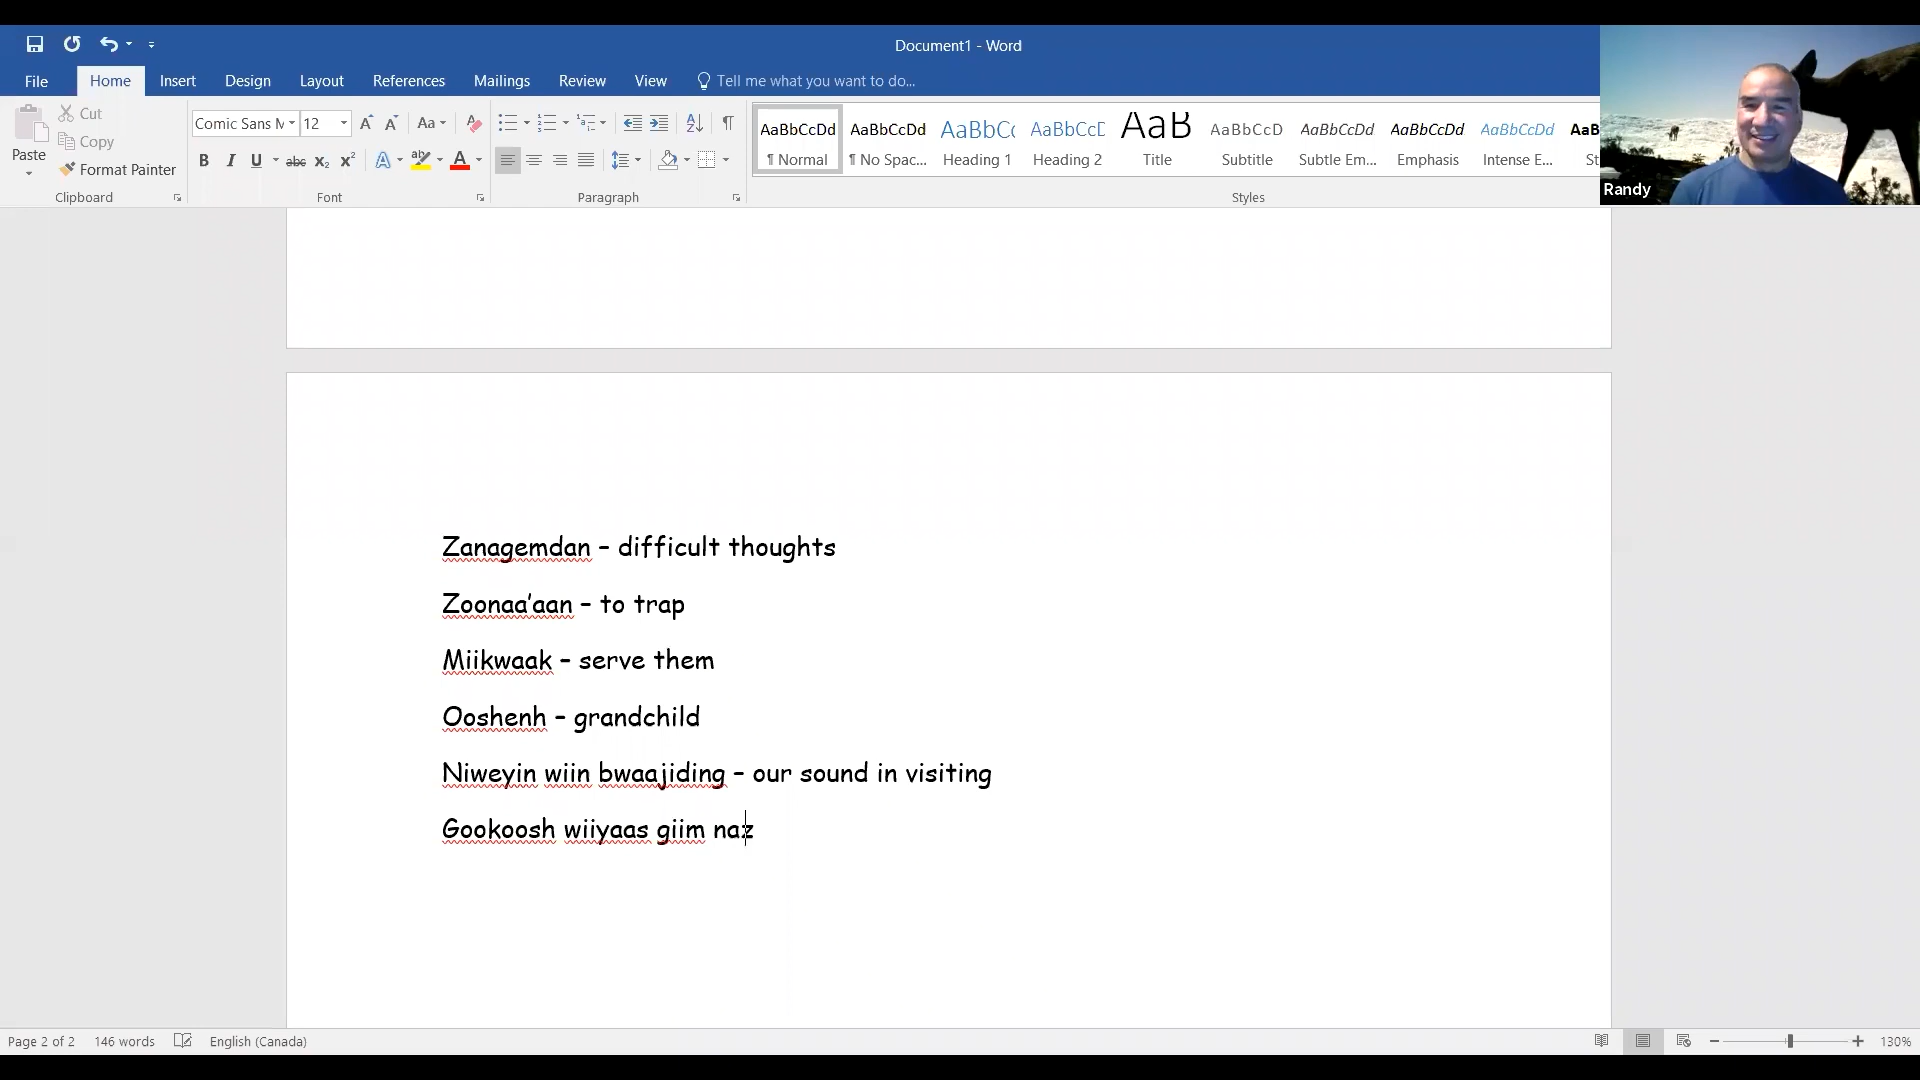 Document1 - Word
File Home Insert Design Layout References Mailings Review View Tell me what you want to do...
Paste
Cut
Copy
Format Painter
Clipboard
Comic Sans M 12
Font
Paragraph
AaBbCcDd AaBbCcDd AaBbCc AaBbCcD AaB AaBbCcD AaBbCcDd AaBbCcDd AaBbCcDd AaBb
¶ Normal ¶ No Spac... Heading 1 Heading 2 Title Subtitle Subtle Em... Emphasis Intense E... St
Styles
Randy
Zanagemdan – difficult thoughts
Zoonaa’aan – to trap
Miikwaak – serve them
Ooshenh – grandchild
Niweyin wiin bwaajiding – our sound in visiting
Gookoosh wiiyaas giim naz
Page 2 of 2 146 words English (Canada) 130%